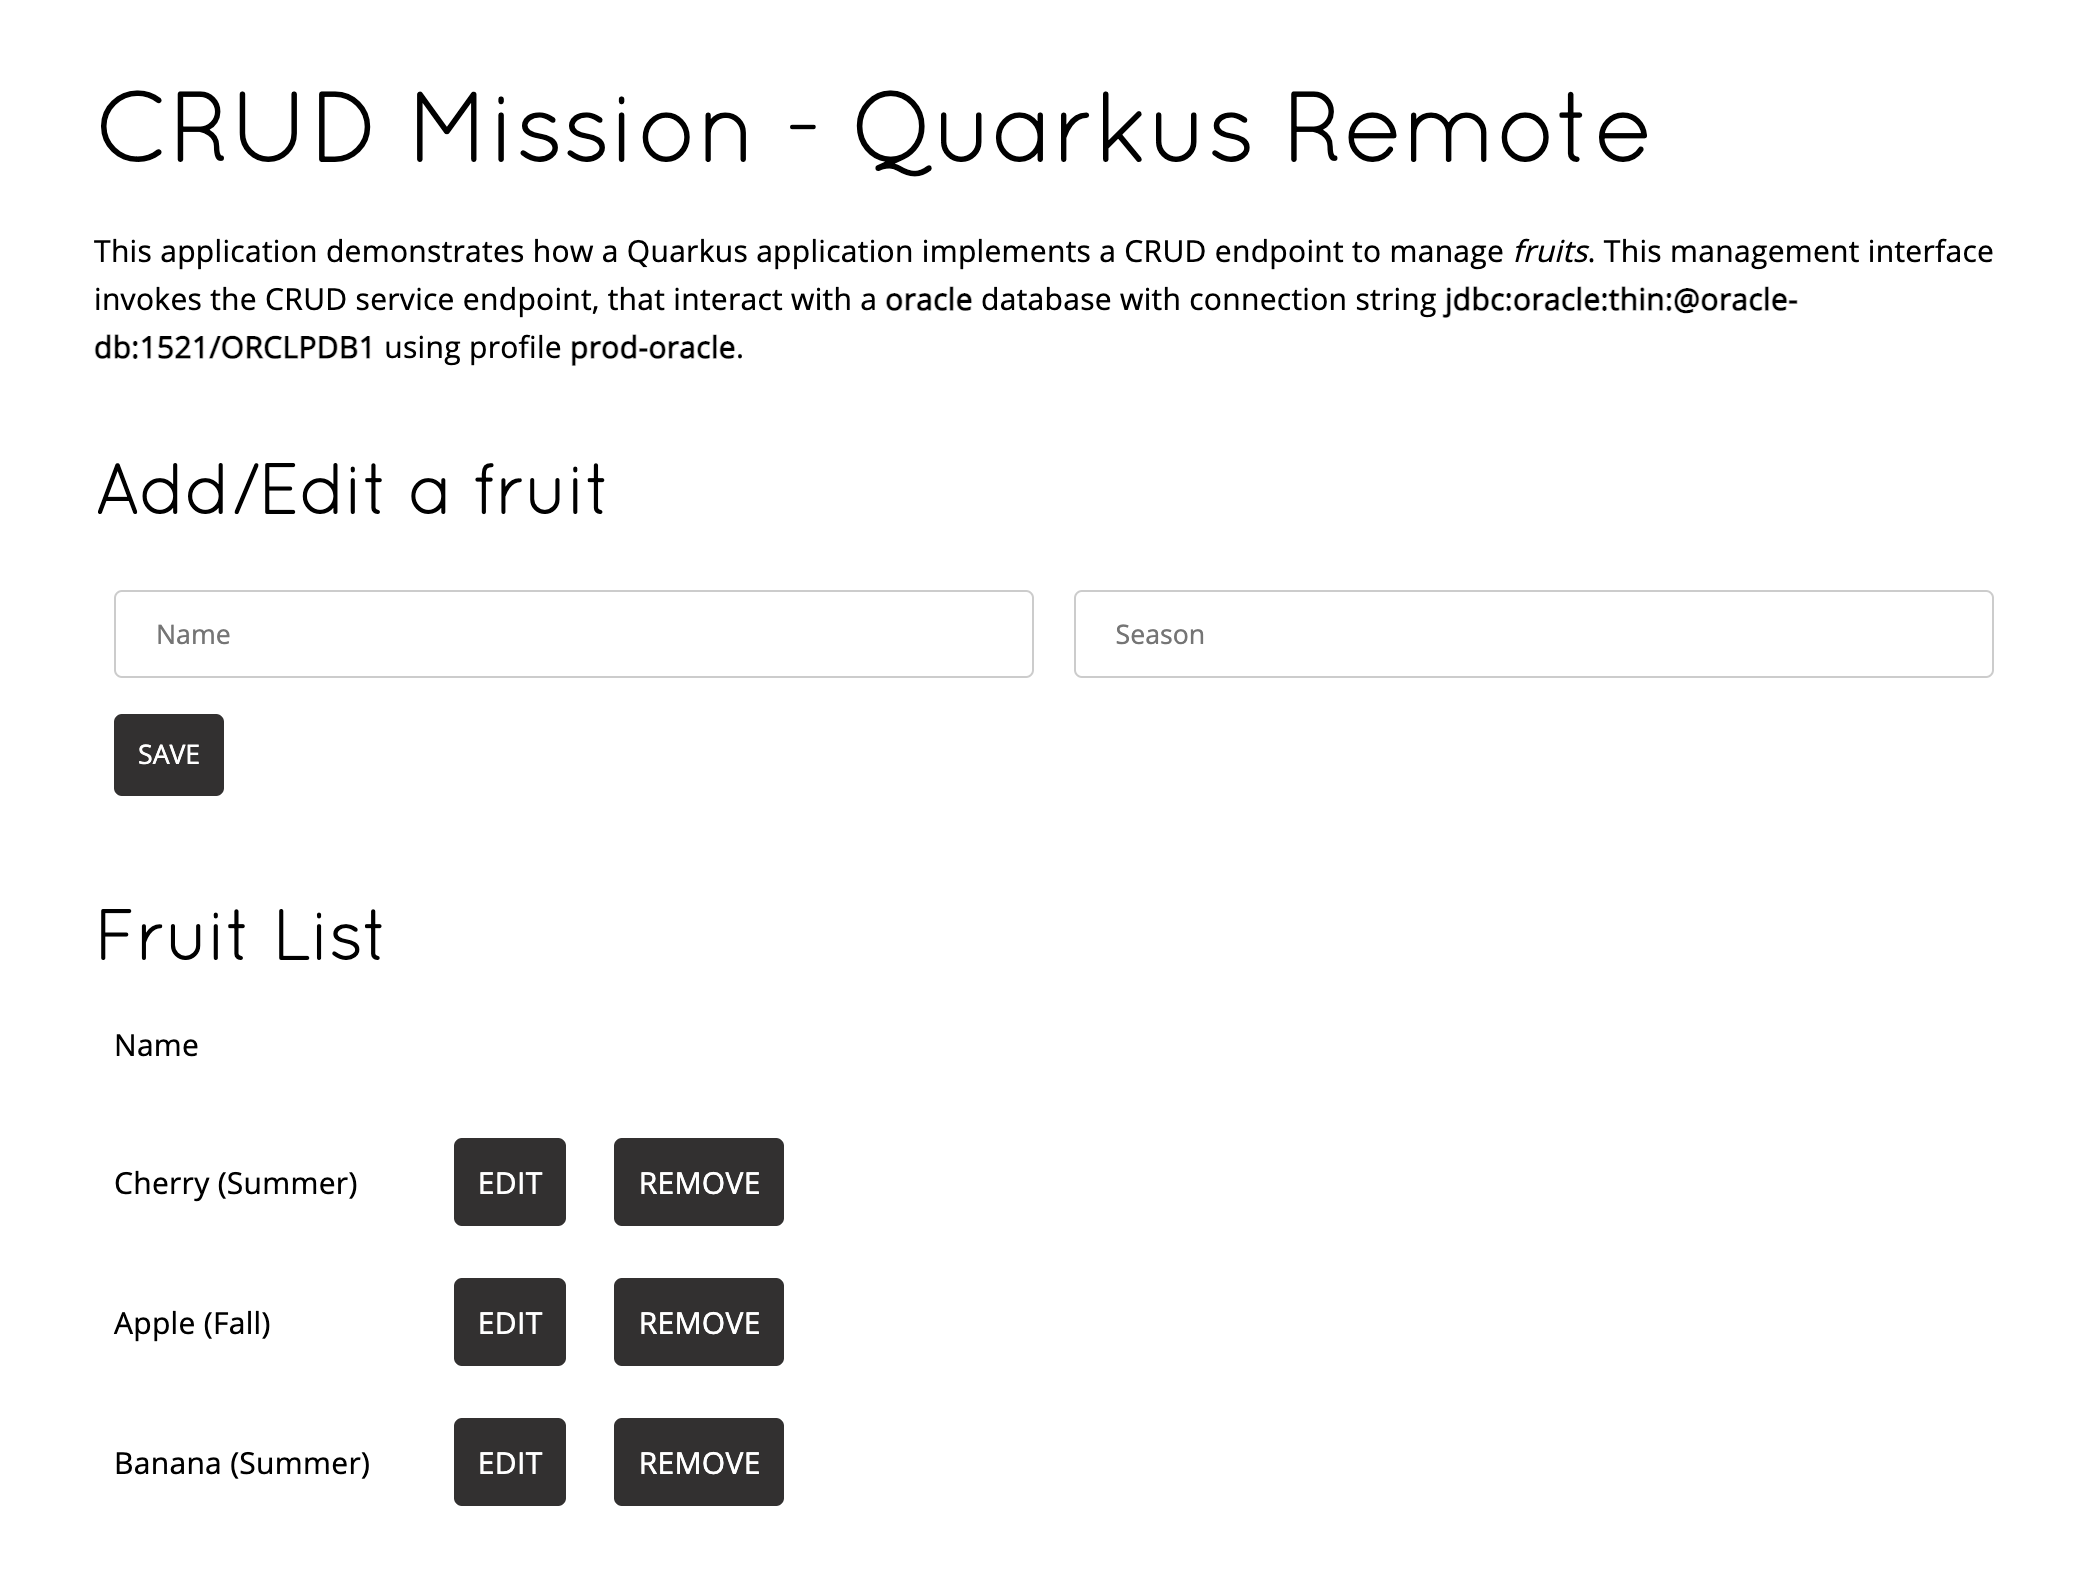 CRUD Mission - Quarkus Remote
This application demonstrates how a Quarkus application implements a CRUD endpoint to manage fruits. This management interface
invokes the CRUD service endpoint, that interact with a oracle database with connection string jdbc:oracle:thin:@oracle-
db:1521/ORCLPDB1 using profile prod-oracle.
Add/Edit a fruit
Name Season
SAVE
Fruit List
Name
Cherry (Summer) EDIT REMOVE
Apple (Fall) EDIT REMOVE
Banana (Summer) EDIT REMOVE